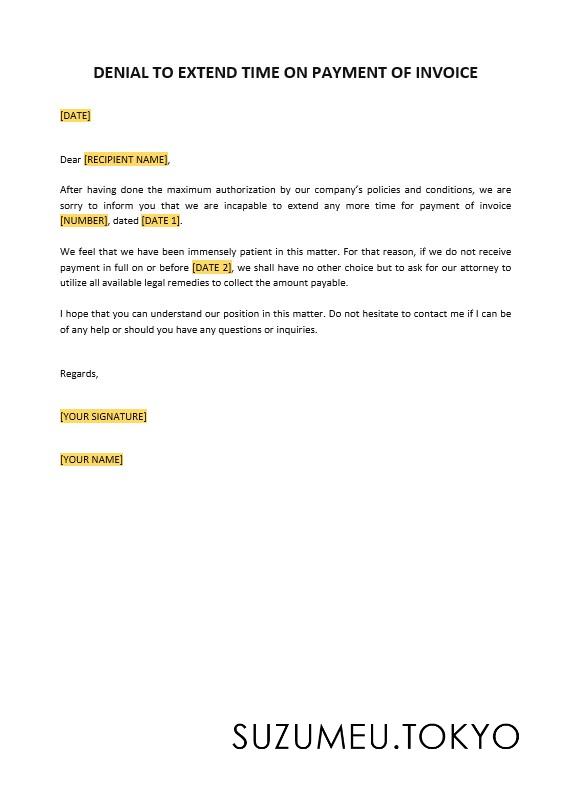 DENIAL TO EXTEND TIME ON PAYMENT OF INVOICE
[DATE]
Dear [RECIPIENT NAME],
After having done the maximum authorization by our company's policies and conditions, we are
sorry to inform you that we are incapable to extend any more time for payment of invoice
[NUMBER], dated [DATE 1].
We feel that we have been immensely patient in this matter. For that reason, if we do not receive
payment in full on or before [DATE 2], we shall have no other choice but to ask for our attorney to
utilize all available legal remedies to collect the amount payable.
I hope that you can understand our position in this matter. Do not hesitate to contact me if I can be
of any help or should you have any questions or inquiries.
Regards,
[YOUR SIGNATURE]
[YOUR NAME]
SUZUMEU.TOKYO